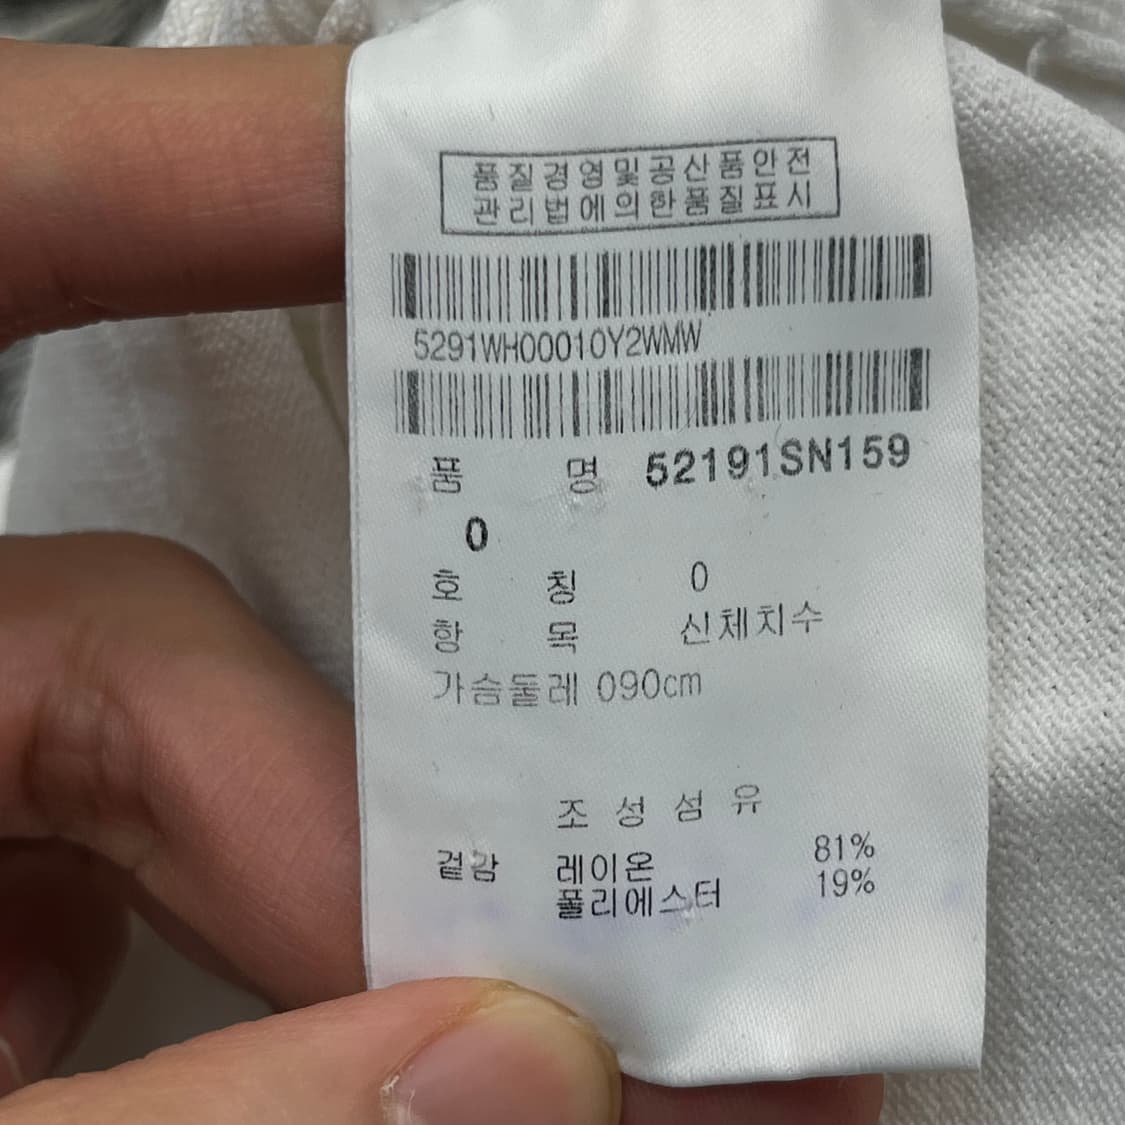 품질경영및공산품안전
관리법에의한품질표시
5291WH00010Y2WMW
품 명 52191SN159
0
호 칭 0
항 목 신체치수
가슴둘레 090cm
조성섬유
겉감 레이온 81%
폴리에스터 19%